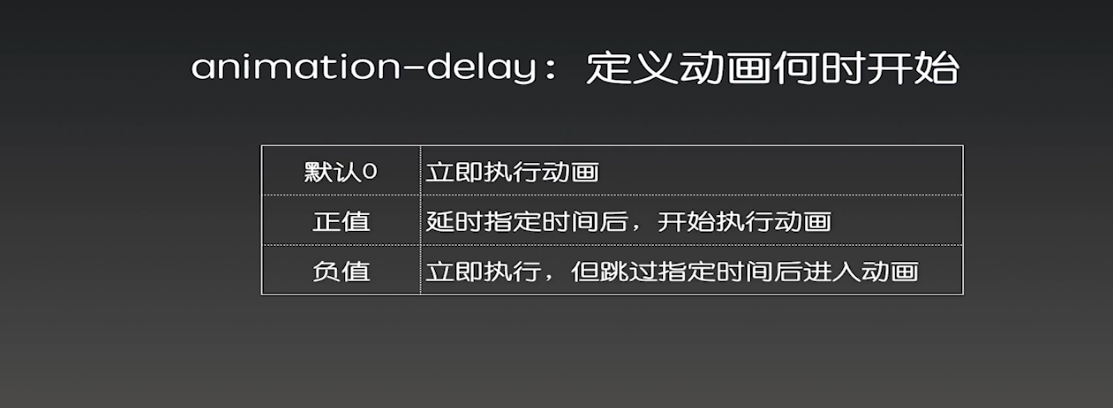 animation-delay：定义动画何时开始
默认0 立即执行动画
正值 延时指定时间后，开始执行动画
负值 立即执行，但跳过指定时间后进入动画